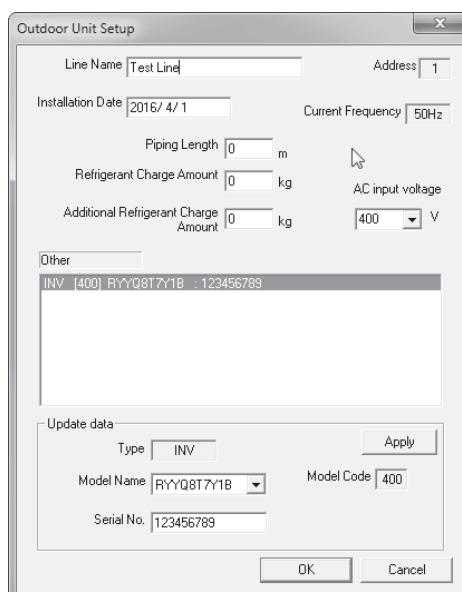 Outdoor Unit Setup
Line Name Test Line Address 1
Installation Date 2016/ 4/ 1 Current Frequency 50Hz
Piping Length 0 m
Refrigerant Charge Amount 0 kg AC input voltage
Additional Refrigerant Charge
Amount 0 kg 400 V
Other
INV [400] RYYQ8T7Y1B : 123456789
Update data
Type INV Apply
Model Name RYYQ8T7Y1B Model Code 400
Serial No. 123456789
OK Cancel